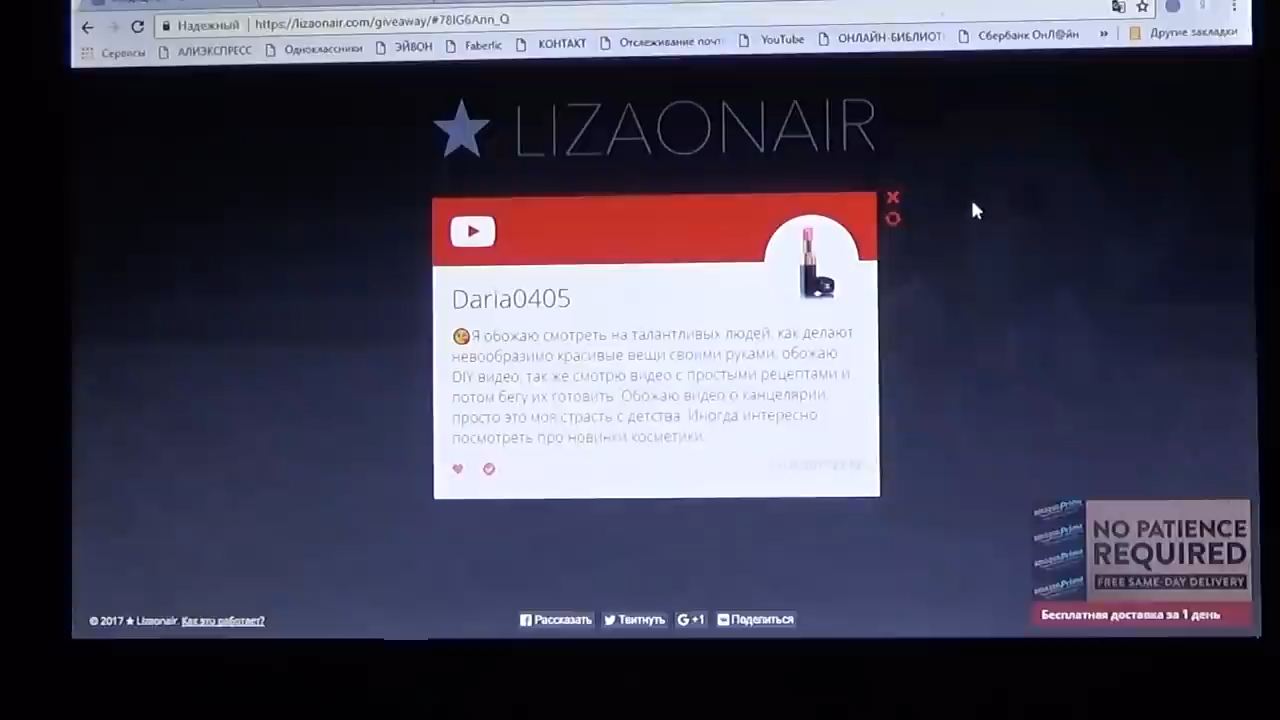 Надежный | https://lizaonair.com/giveaway/#78IG6Ann_Q
Сервисы АЛИЭКСПРЕСС Одноклассники ЭЙВОН Faberlic КОНТАКТ Отслеживание почт YouTube ОНЛАЙН-БИБЛИОТ Сбербанк ОнЛ@йн » Другие закладки
★ LIZAONAIR
Daria0405
😘Я обожаю смотреть на талантливых людей, как делают
невообразимо красивые вещи своими руками, обожаю
DIY видео, так же смотрю видео с простыми рецептами и
потом бегу их готовить. Обожаю видео о канцелярии,
просто это моя страсть с детства. Иногда интересно
посмотреть про новинки косметики.
amazonPrime
amazonPrime
amazonPrime
amazonPrime
NO PATIENCE
REQUIRED
FREE SAME-DAY DELIVERY
Бесплатная доставка за 1 день
© 2017 ★ Lizaonair. Как это работает?
Рассказать Твитнуть G+1 Поделиться